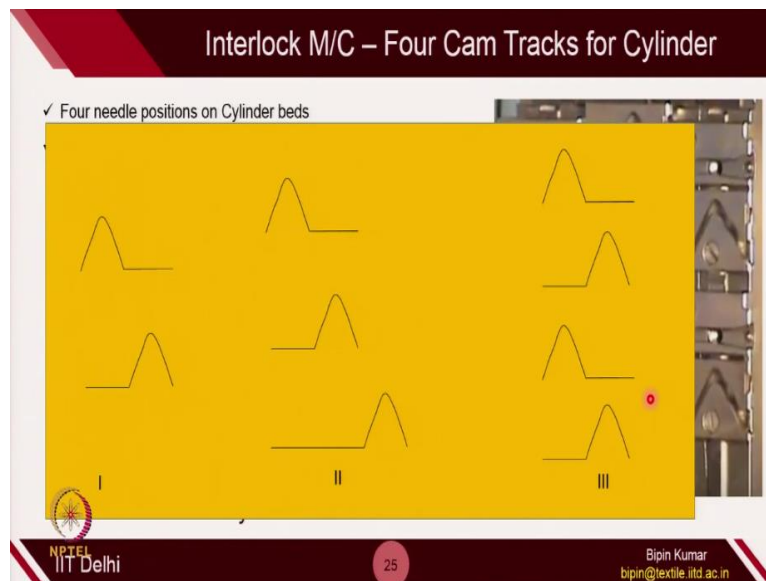 Interlock M/C – Four Cam Tracks for Cylinder
✓ Four needle positions on Cylinder beds
I
II
III
NPTEL
IIT Delhi
25
Bipin Kumar
bipin@textile.iitd.ac.in